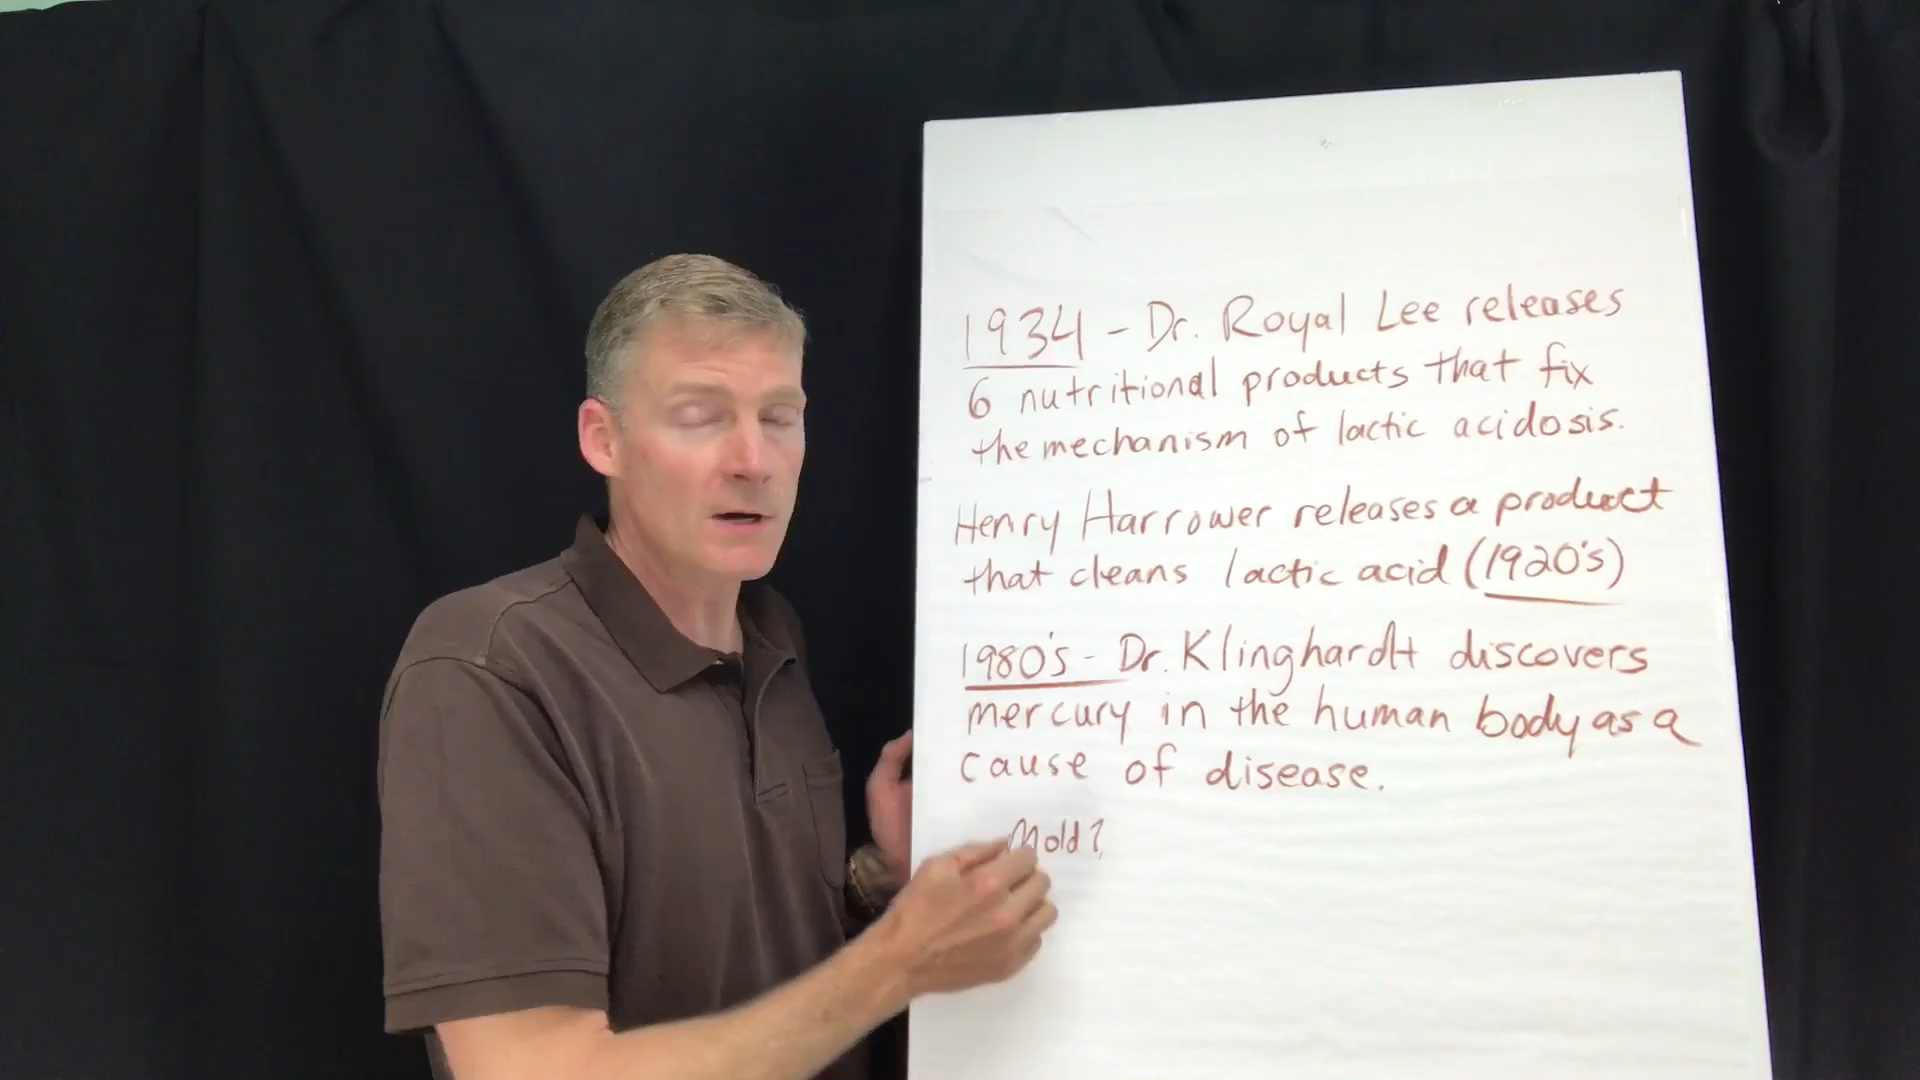 1934 - Dr. Royal Lee releases
6 nutritional products that fix
the mechanism of lactic acidosis.
Henry Harrower releases a product
that cleans lactic acid (1920's)
1980's - Dr. Klinghardt discovers
mercury in the human body as a
cause of disease.
Mold?